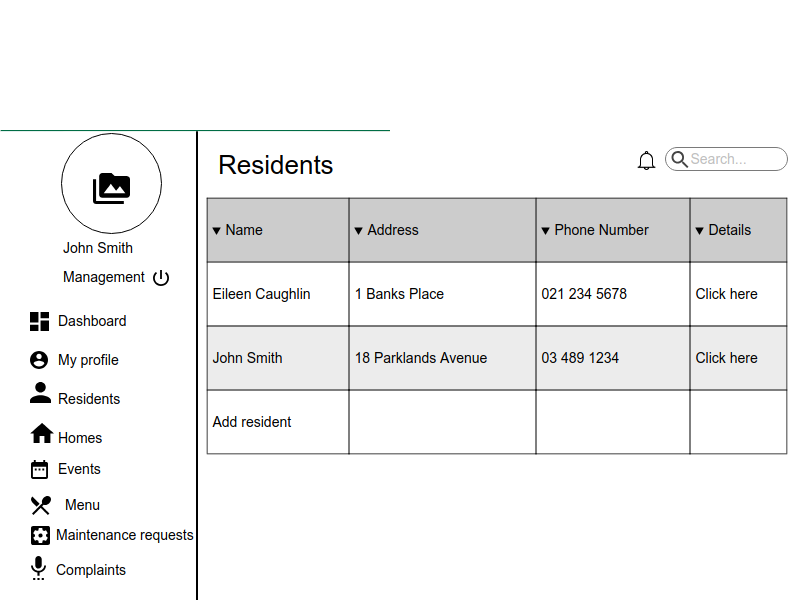 Residents
Search...
John Smith
Management
Dashboard
My profile
Residents
Homes
Events
Menu
Maintenance requests
Complaints
▼ Name ▼ Address ▼ Phone Number ▼ Details
Eileen Caughlin 1 Banks Place 021 234 5678 Click here
John Smith 18 Parklands Avenue 03 489 1234 Click here
Add resident